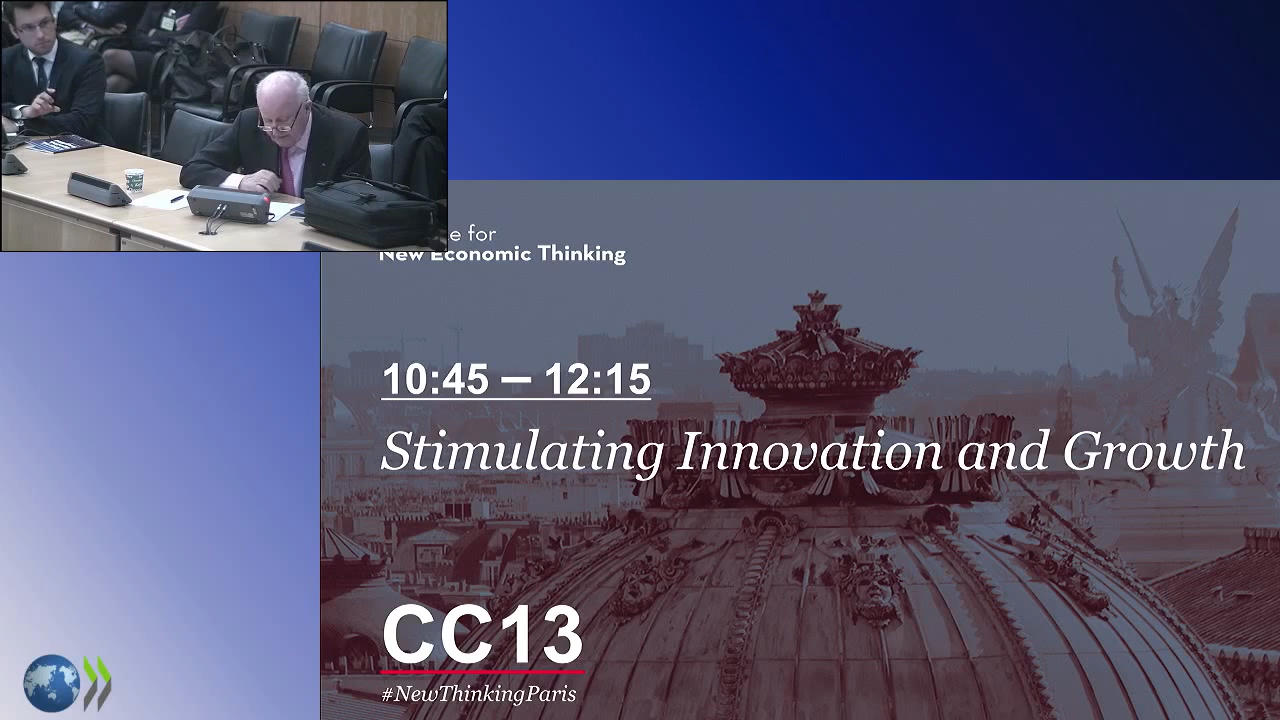 e for
New Economic Thinking
10:45 – 12:15
Stimulating Innovation and Growth
CC13
#NewThinkingParis